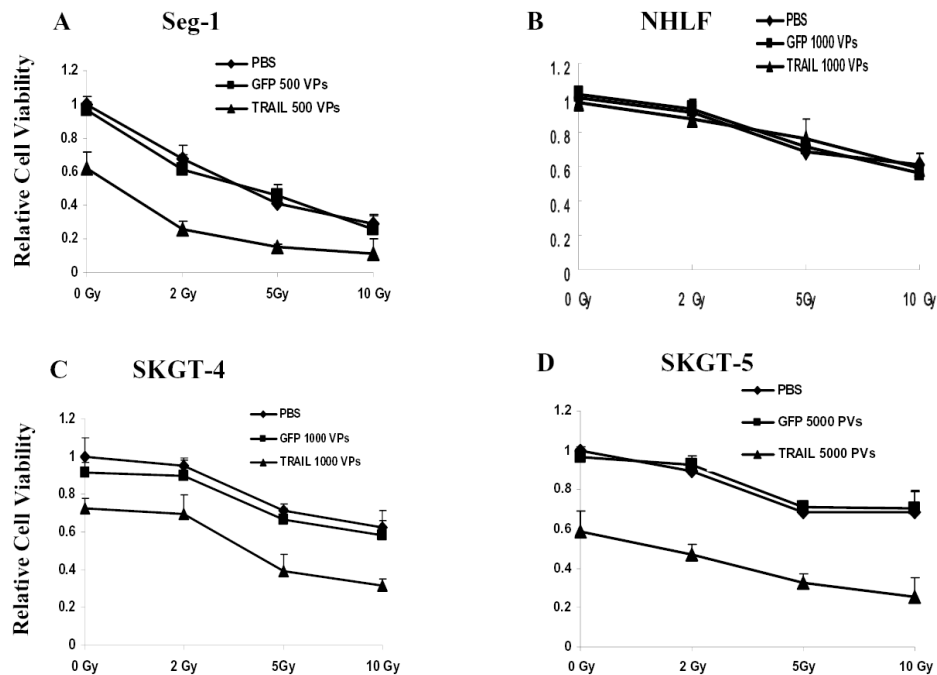 A Seg-1
PBS
GFP 500 VPs
TRAIL 500 VPs
Relative Cell Viability
1.2
1
0.8
0.6
0.4
0.2
0
0 Gy 2 Gy 5Gy 10 Gy
B NHLF
PBS
GFP 1000 VPs
TRAIL 1000 VPs
1.2
1
0.8
0.6
0.4
0.2
0
0 Gy 2 Gy 5Gy 10 Gy
C SKGT-4
PBS
GFP 1000 VPs
TRAIL 1000 VPs
Relative Cell Viability
1.2
1
0.8
0.6
0.4
0.2
0
0 Gy 2 Gy 5Gy 10 Gy
D SKGT-5
PBS
GFP 5000 PVs
TRAIL 5000 PVs
1.2
1
0.8
0.6
0.4
0.2
0
0 Gy 2 Gy 5Gy 10 Gy